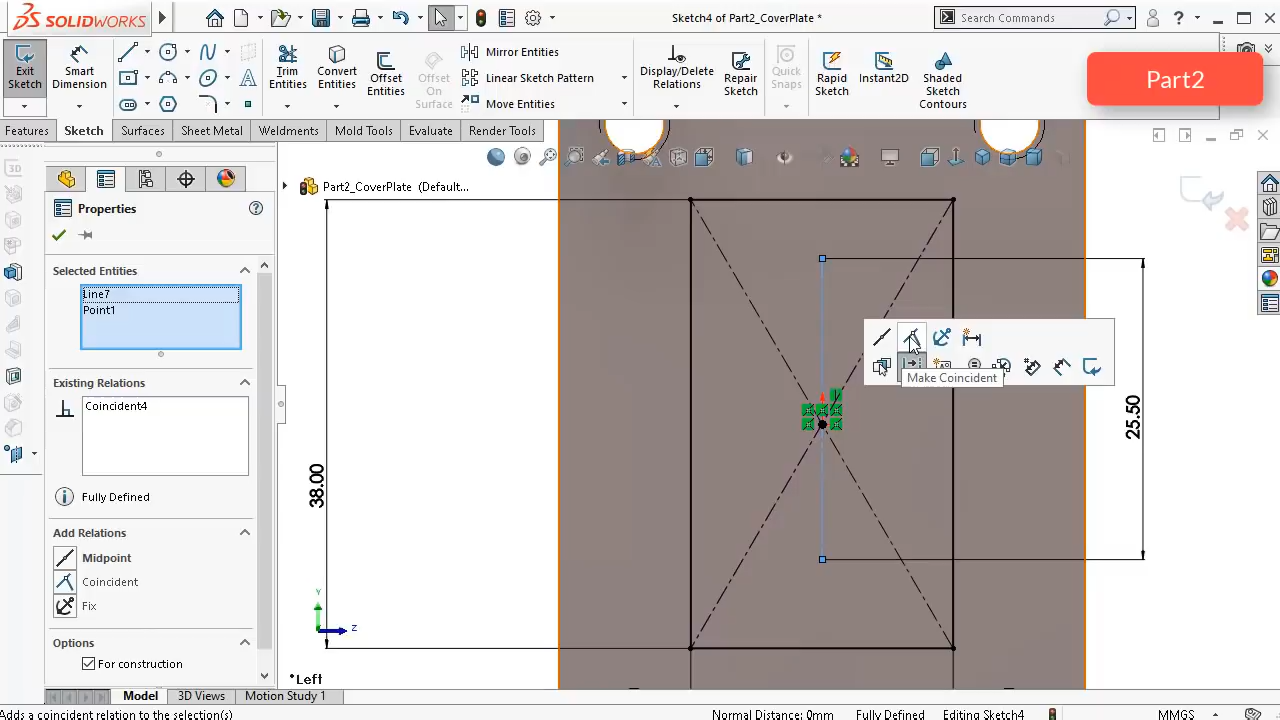 SOLIDWORKS
Sketch4 of Part2_CoverPlate *
Search Commands
Part2
Exit Sketch
Smart Dimension
Trim Entities
Convert Entities
Offset Entities
Offset On Surface
Mirror Entities
Linear Sketch Pattern
Move Entities
Display/Delete Relations
Repair Sketch
Quick Snaps
Rapid Sketch
Instant2D
Shaded Sketch Contours
Features
Sketch
Surfaces
Sheet Metal
Weldments
Mold Tools
Evaluate
Render Tools
Part2_CoverPlate (Default...
Properties
Selected Entities
Line7
Point1
Existing Relations
Coincident4
Fully Defined
Add Relations
Midpoint
Coincident
Fix
Options
For construction
38.00
25.50
Make Coincident
Y
Z
*Left
Model
3D Views
Motion Study 1
Adds a coincident relation to the selection(s)
Normal Distance: 0mm
Fully Defined
Editing Sketch4
MMGS